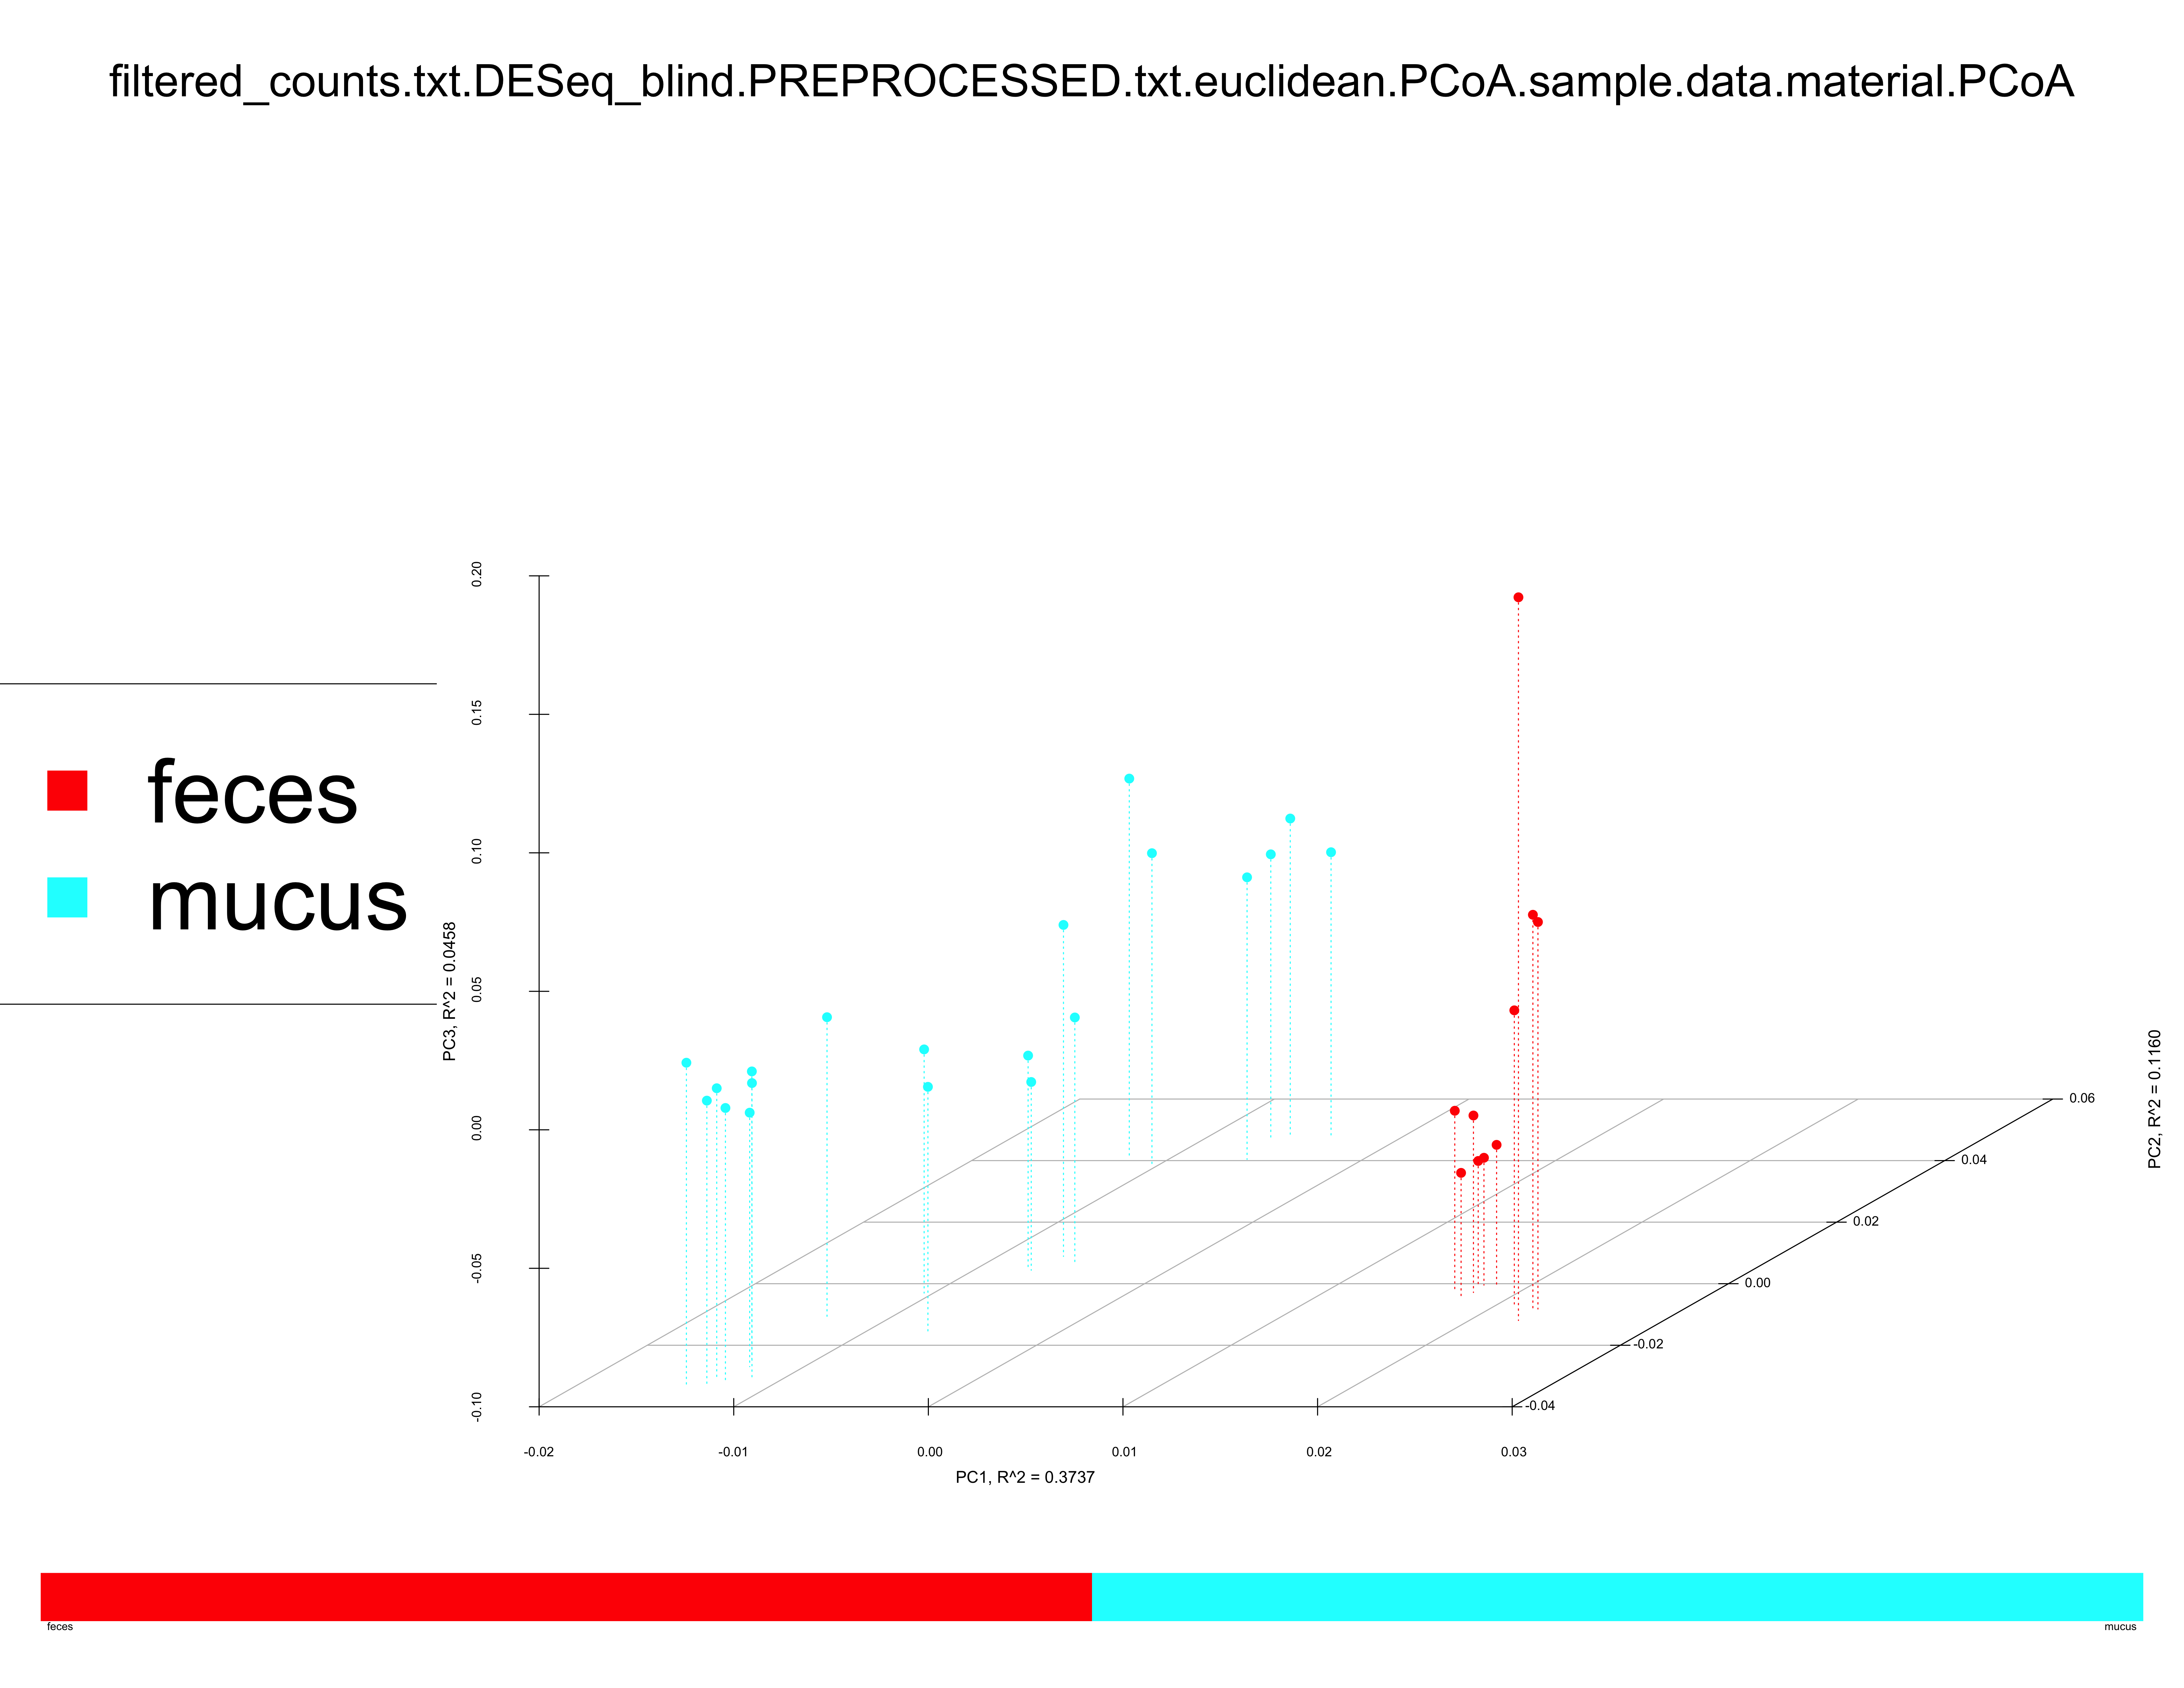 filtered_counts.txt.DESeq_blind.PREPROCESSED.txt.euclidean.PCoA.sample.data.material.PCoA
feces
mucus
PC3, R^2 = 0.0458
0.20
0.15
0.10
0.05
0.00
-0.05
-0.10
-0.02
-0.01
0.00
0.01
0.02
0.03
PC1, R^2 = 0.3737
0.06
0.04
0.02
0.00
-0.02
-0.04
PC2, R^2 = 0.1160
feces
mucus